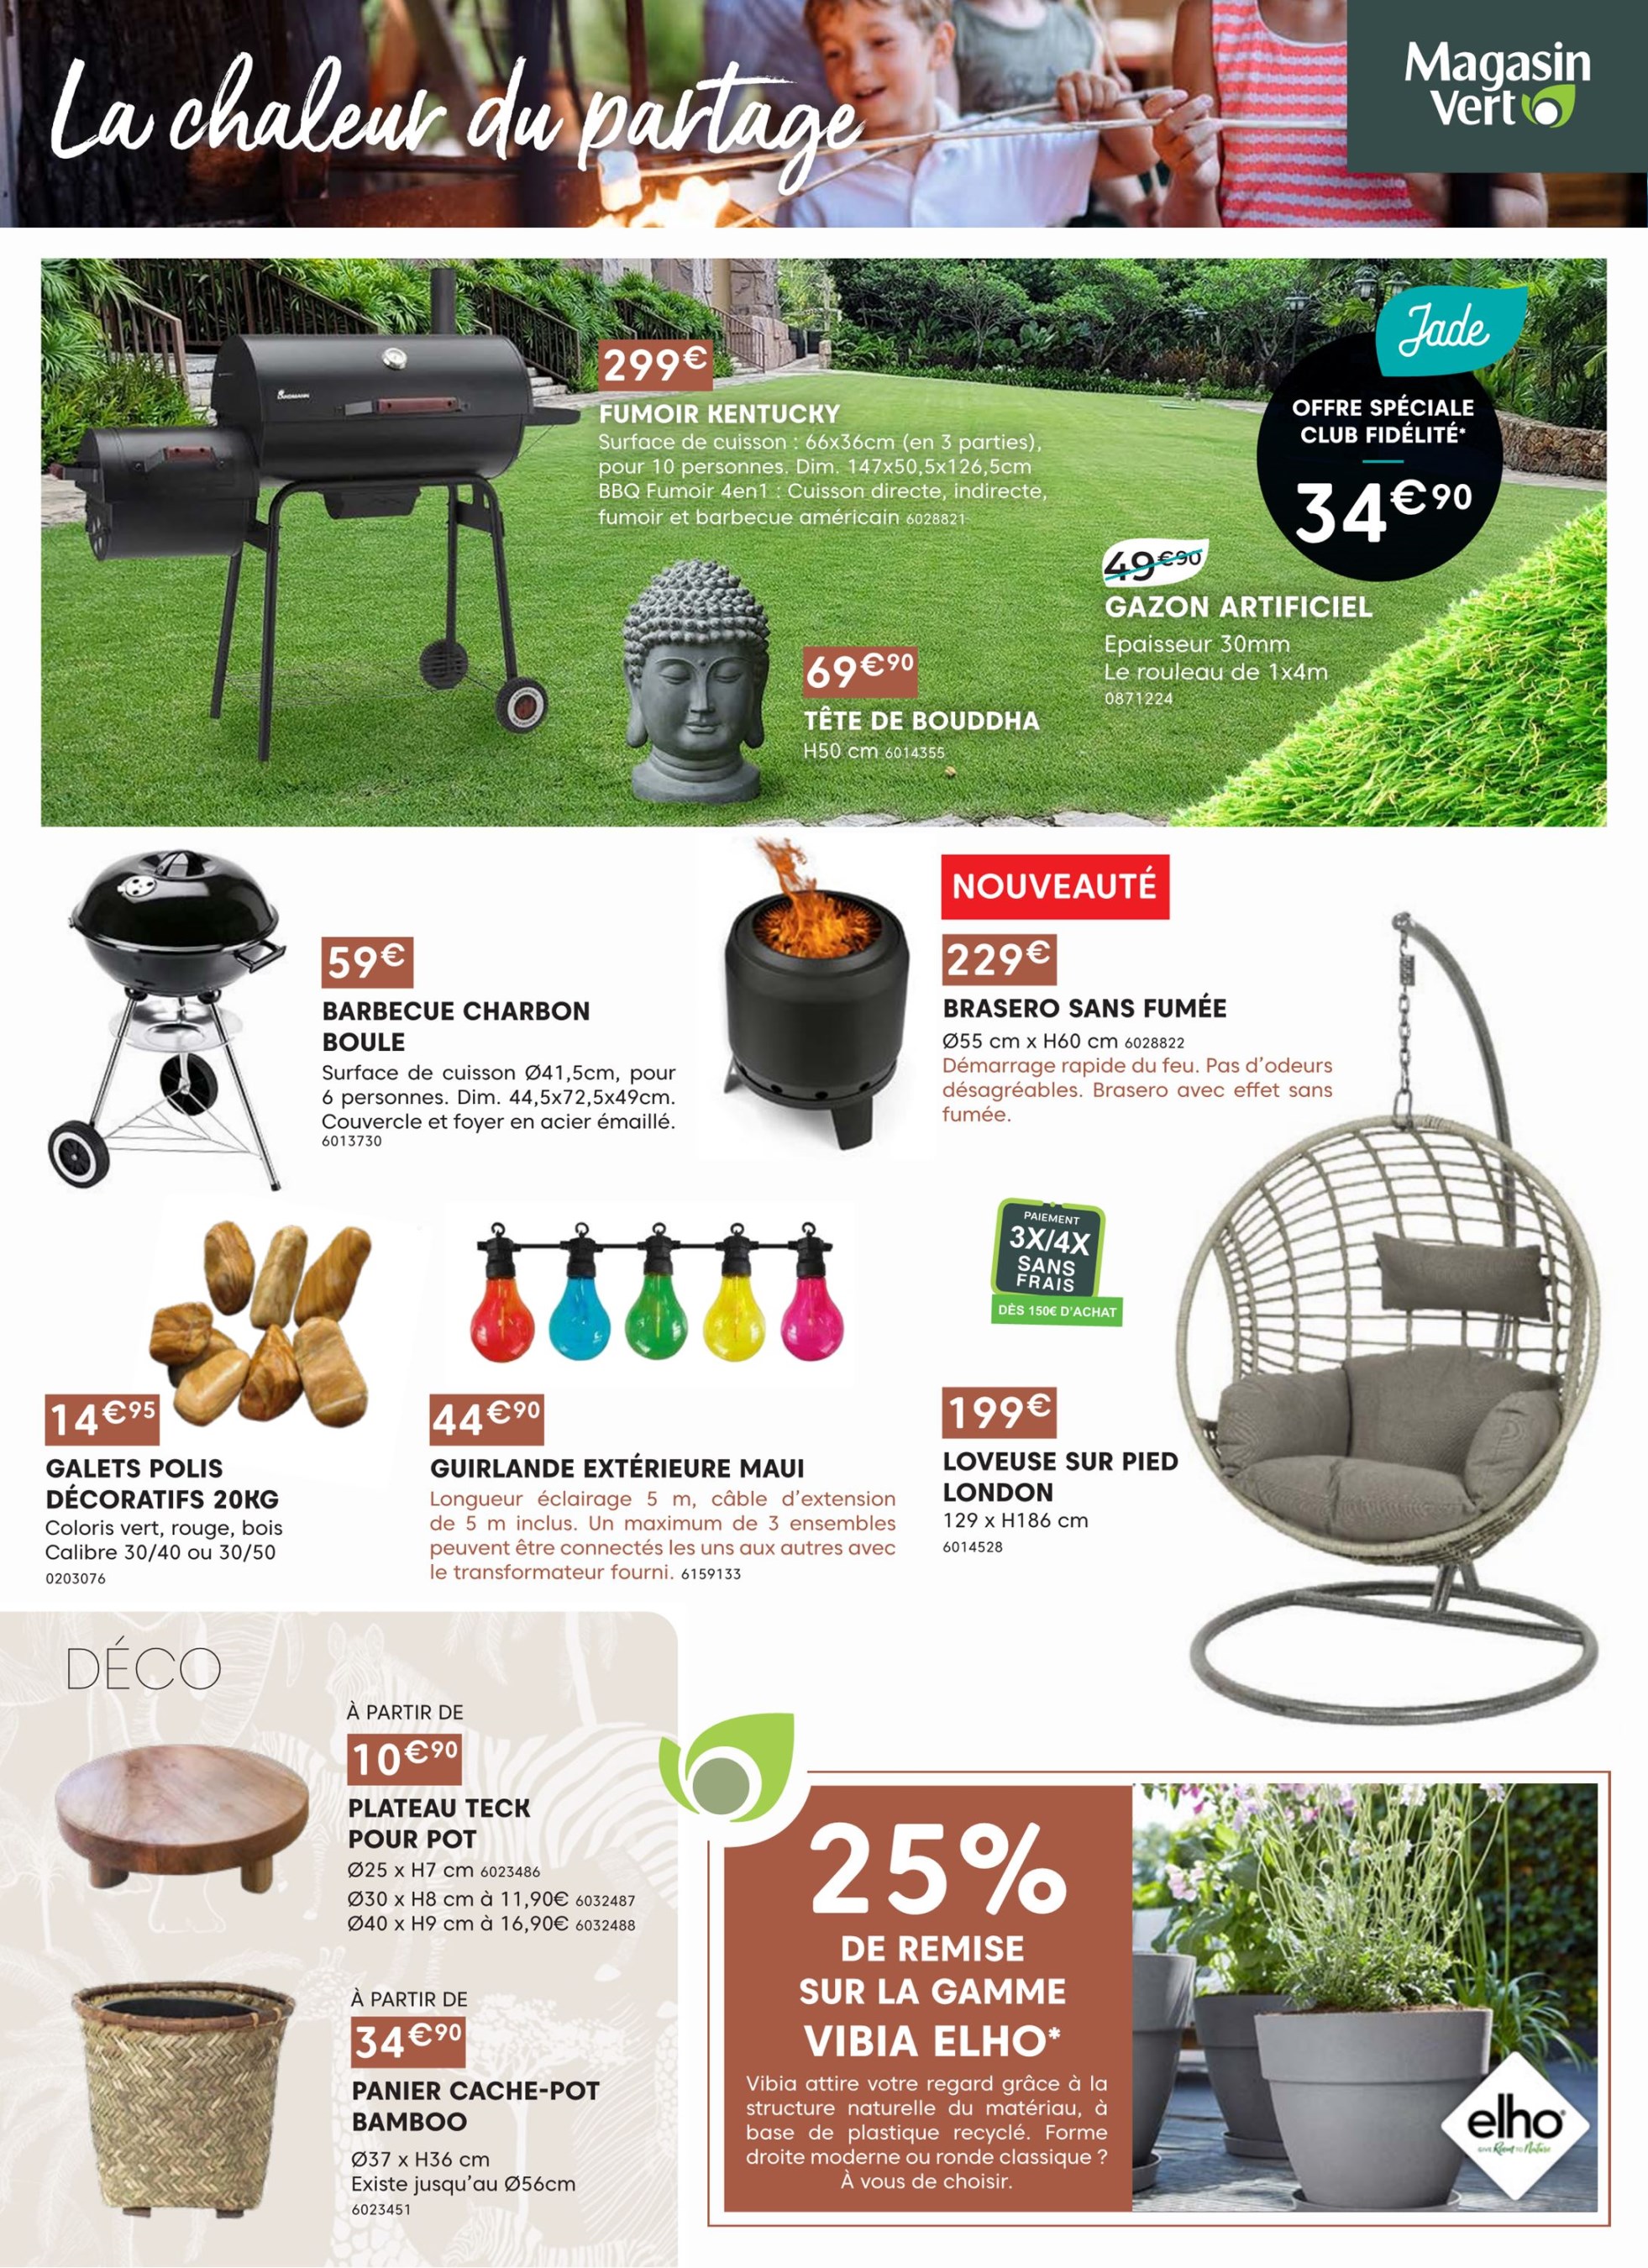 La chaleur du partage
Magasin
Vert
299€
FUMOIR KENTUCKY
Surface de cuisson : 66x36cm (en 3 parties),
pour 10 personnes. Dim. 147x50,5x126,5cm
BBQ Fumoir 4en1 : Cuisson directe, indirecte,
fumoir et barbecue américain 6028821
LANDMANN
Jade
OFFRE SPÉCIALE
CLUB FIDÉLITÉ*
34€90
49€90
GAZON ARTIFICIEL
Epaisseur 30mm
Le rouleau de 1x4m
0871224
69€90
TÊTE DE BOUDDHA
H50 cm 6014355
59€
BARBECUE CHARBON
BOULE
Surface de cuisson Ø41,5cm, pour
6 personnes. Dim. 44,5x72,5x49cm.
Couvercle et foyer en acier émaillé.
6013730
NOUVEAUTÉ
229€
BRASERO SANS FUMÉE
Ø55 cm x H60 cm 6028822
Démarrage rapide du feu. Pas d'odeurs
désagréables. Brasero avec effet sans
fumée.
14€95
GALETS POLIS
DÉCORATIFS 20KG
Coloris vert, rouge, bois
Calibre 30/40 ou 30/50
0203076
44€90
GUIRLANDE EXTÉRIEURE MAUI
Longueur éclairage 5 m, câble d'extension
de 5 m inclus. Un maximum de 3 ensembles
peuvent être connectés les uns aux autres avec
le transformateur fourni. 6159133
PAIEMENT
3X/4X
SANS
FRAIS
DÈS 150€ D'ACHAT
199€
LOVEUSE SUR PIED
LONDON
129 x H186 cm
6014528
DÉCO
À PARTIR DE
10€90
PLATEAU TECK
POUR POT
Ø25 x H7 cm 6023486
Ø30 x H8 cm à 11,90€ 6032487
Ø40 x H9 cm à 16,90€ 6032488
À PARTIR DE
34€90
PANIER CACHE-POT
BAMBOO
Ø37 x H36 cm
Existe jusqu'au Ø56cm
6023451
25%
DE REMISE
SUR LA GAMME
VIBIA ELHO*
Vibia attire votre regard grâce à la
structure naturelle du matériau, à
base de plastique recyclé. Forme
droite moderne ou ronde classique ?
À vous de choisir.
elho
GIVE Room TO Nature